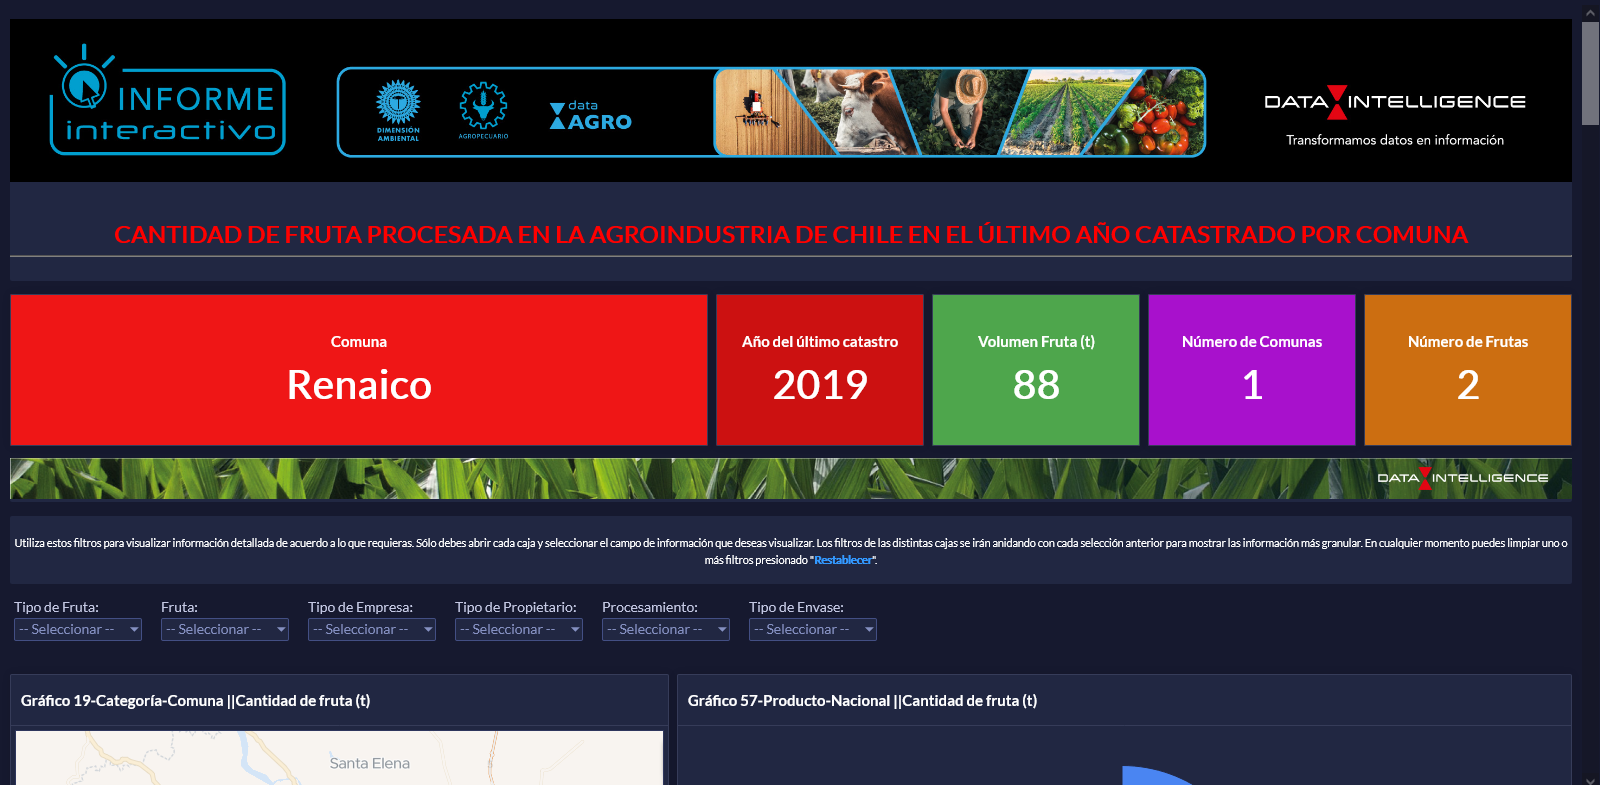 INFORME
interactivo
DIMENSIÓN
AMBIENTAL
AGROPECUARIO
data
AGRO
DATA INTELLIGENCE
Transformamos datos en información
CANTIDAD DE FRUTA PROCESADA EN LA AGROINDUSTRIA DE CHILE EN EL ÚLTIMO AÑO CATASTRADO POR COMUNA
Comuna
Renaico
Año del último catastro
2019
Volumen Fruta (t)
88
Número de Comunas
1
Número de Frutas
2
DATA INTELLIGENCE
Utiliza estos filtros para visualizar información detallada de acuerdo a lo que requieras. Sólo debes abrir cada caja y seleccionar el campo de información que deseas visualizar. Los filtros de las distintas cajas se irán anidando con cada selección anterior para mostrar las información más granular. En cualquier momento puedes limpiar uno o
más filtros presionado "Restablecer".
Tipo de Fruta: Fruta: Tipo de Empresa: Tipo de Propietario: Procesamiento: Tipo de Envase:
-- Seleccionar -- -- Seleccionar -- -- Seleccionar -- -- Seleccionar -- -- Seleccionar -- -- Seleccionar --
Gráfico 19-Categoría-Comuna ||Cantidad de fruta (t)
Gráfico 57-Producto-Nacional ||Cantidad de fruta (t)
Santa Elena